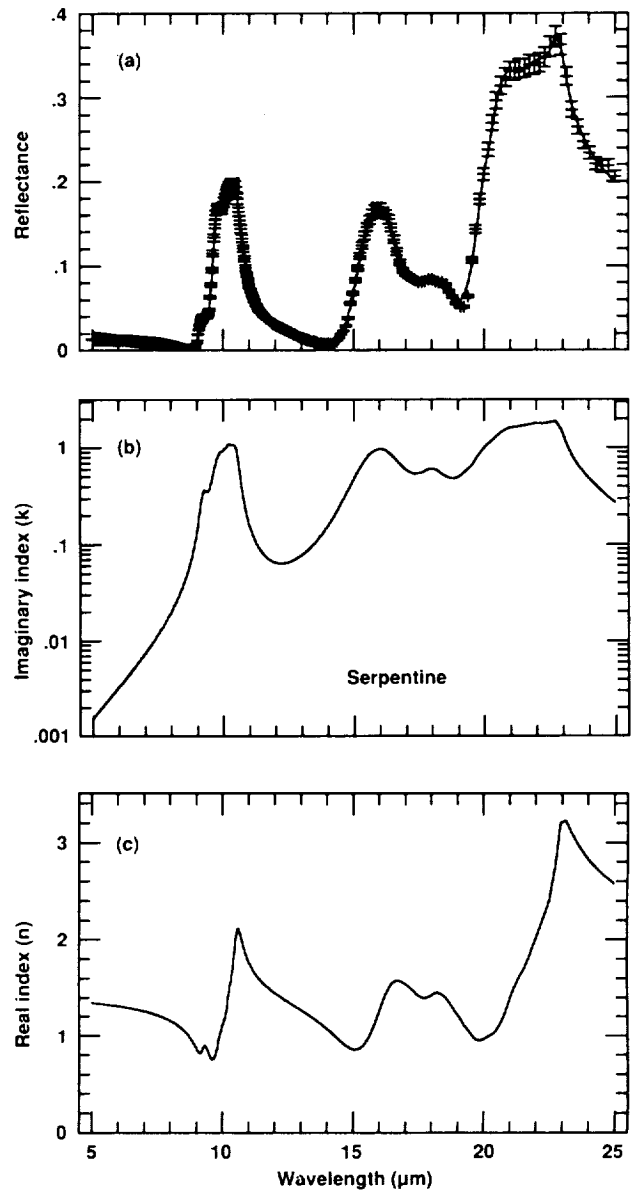 (a)
Reflectance
.4
.3
.2
.1
0
(b)
Imaginary index (k)
1
.1
.01
.001
Serpentine
(c)
Real index (n)
3
2
1
0
5 10 15 20 25
Wavelength (µm)